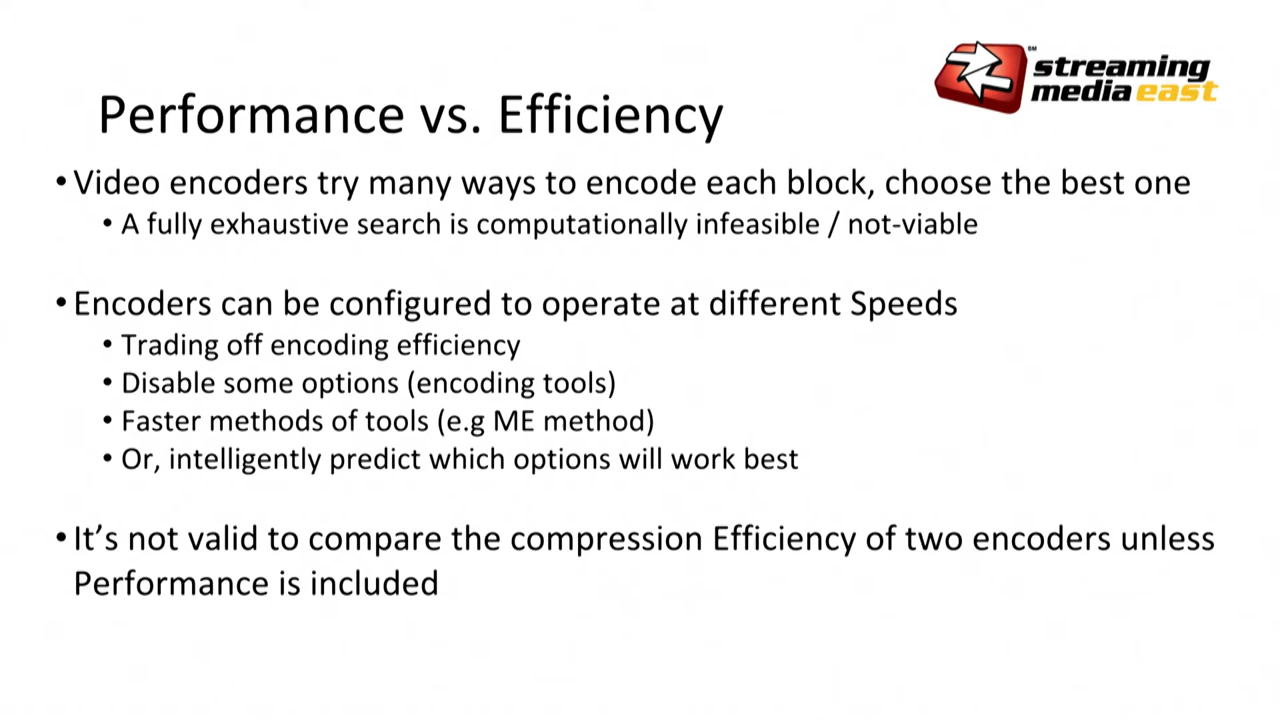 streaming
media east
SM
Performance vs. Efficiency
• Video encoders try many ways to encode each block, choose the best one
• A fully exhaustive search is computationally infeasible / not-viable
• Encoders can be configured to operate at different Speeds
• Trading off encoding efficiency
• Disable some options (encoding tools)
• Faster methods of tools (e.g ME method)
• Or, intelligently predict which options will work best
• It’s not valid to compare the compression Efficiency of two encoders unless
Performance is included